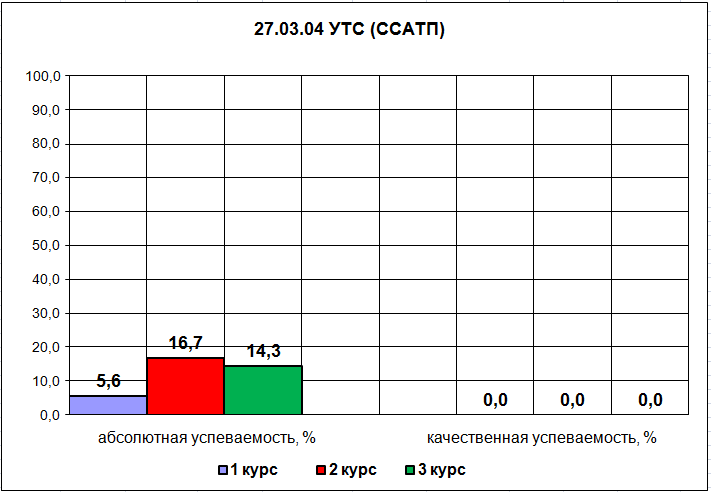 27.03.04 УТС (ССАТП)
100,0
90,0
80,0
70,0
60,0
50,0
40,0
30,0
20,0
10,0
0,0
5,6
16,7
14,3
0,0
0,0
0,0
абсолютная успеваемость, %
качественная успеваемость, %
1 курс
2 курс
3 курс